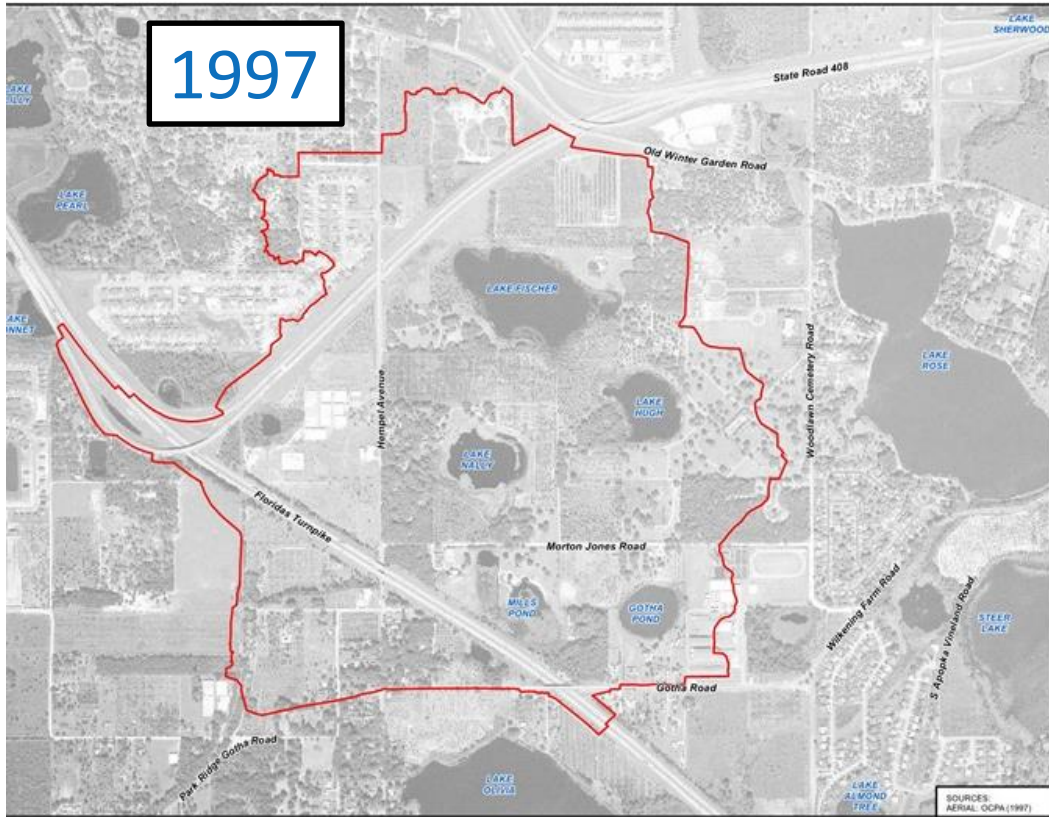 1997
LAKE
SHERWOOD
State Road 408
LAKE
LILLY
Old Winter Garden Road
LAKE
PEARL
LAKE FISCHER
LAKE
ROSE
Woodlawn Cemetery Road
Hempel Avenue
LAKE
HUGH
LAKE
NALLY
Floridas Turnpike
Morton Jones Road
MILLS
POND
GOTHA
POND
Wilkening Farm Road
S Apopka Vineland Road
STEER
LAKE
Gotha Road
Park Ridge Gotha Road
LAKE
OLIVIA
LAKE
ALMOND
TREE
SOURCES:
AERIAL: OCPA (1997)